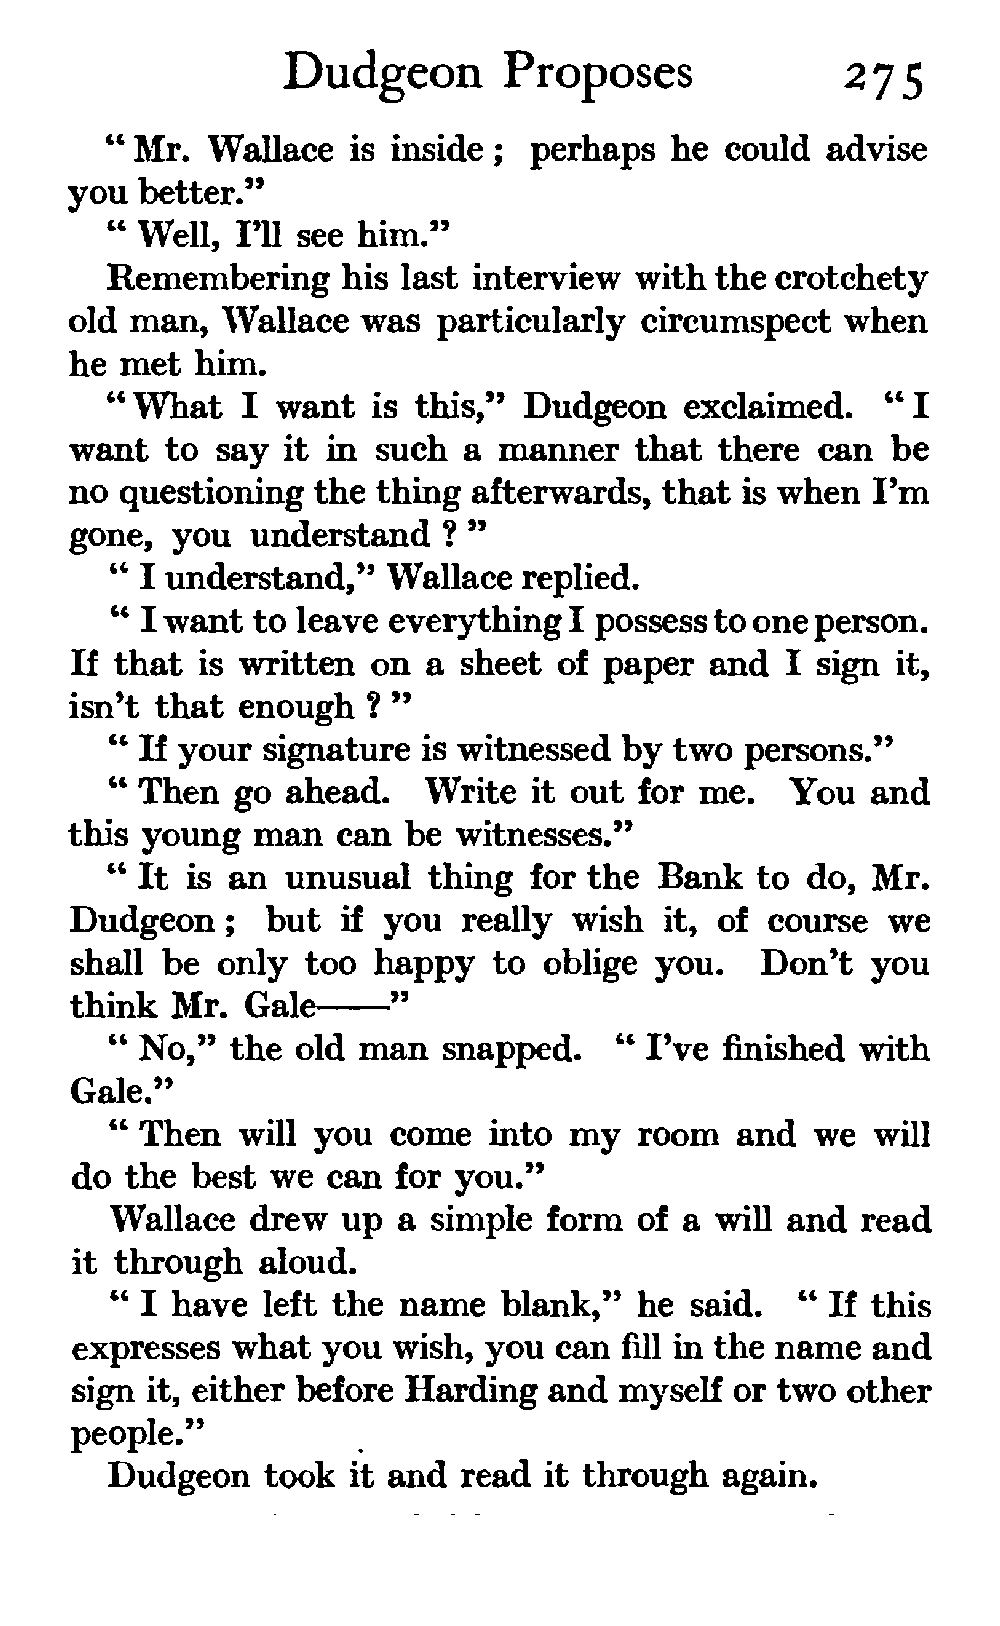 Dudgeon Proposes 275
“ Mr. Wallace is inside ; perhaps he could advise
you better.”
“ Well, I’ll see him.”
Remembering his last interview with the crotchety
old man, Wallace was particularly circumspect when
he met him.
“ What I want is this,” Dudgeon exclaimed. “ I
want to say it in such a manner that there can be
no questioning the thing afterwards, that is when I’m
gone, you understand ? ”
“ I understand,” Wallace replied.
“ I want to leave everything I possess to one person.
If that is written on a sheet of paper and I sign it,
isn’t that enough ? ”
“ If your signature is witnessed by two persons.”
“ Then go ahead. Write it out for me. You and
this young man can be witnesses.”
“ It is an unusual thing for the Bank to do, Mr.
Dudgeon ; but if you really wish it, of course we
shall be only too happy to oblige you. Don’t you
think Mr. Gale——”
“ No,” the old man snapped. “ I’ve finished with
Gale.”
“ Then will you come into my room and we will
do the best we can for you.”
Wallace drew up a simple form of a will and read
it through aloud.
“ I have left the name blank,” he said. “ If this
expresses what you wish, you can fill in the name and
sign it, either before Harding and myself or two other
people.”
Dudgeon took it and read it through again.